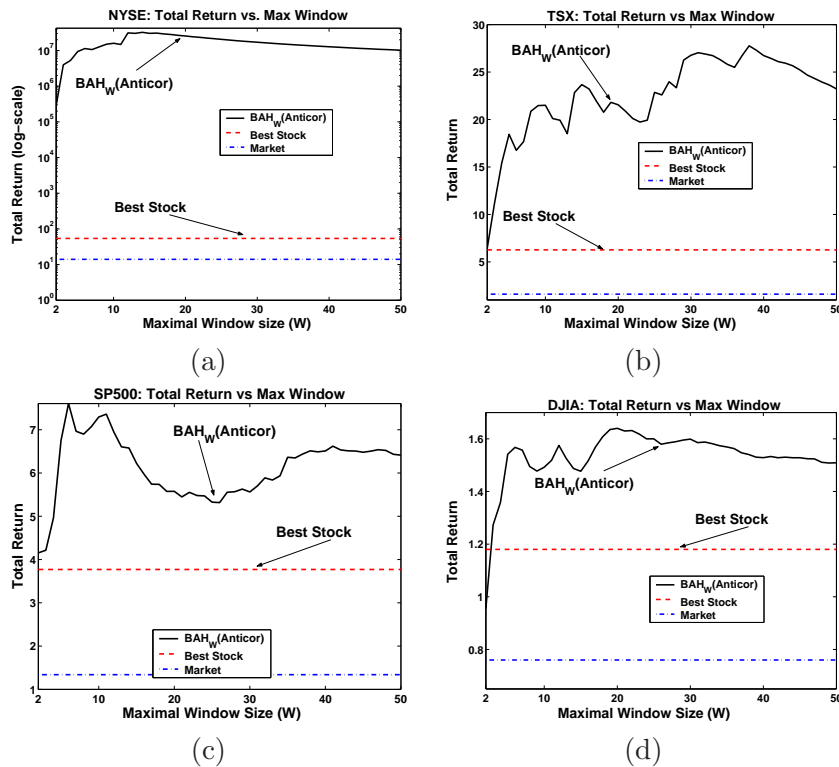 NYSE: Total Return vs. Max Window
Total Return (log–scale)
10^7
10^6
10^5
10^4
10^3
10^2
10^1
10^0
BAH_W(Anticor)
BAH_W(Anticor)
Best Stock
Market
Best Stock
2 10 20 30 40 50
Maximal Window size (W)
(a)
TSX: Total Return vs Max Window
Total Return
30
25
20
15
10
5
BAH_W(Anticor)
BAH_W(Anticor)
Best Stock
Market
Best Stock
2 10 20 30 40 50
Maximal Window Size (W)
(b)
SP500: Total Return vs Max Window
Total Return
7
6
5
4
3
2
1
BAH_W(Anticor)
Best Stock
BAH_W(Anticor)
Best Stock
Market
2 10 20 30 40 50
Maximal Window Size (W)
(c)
DJIA: Total Return vs Max Window
Total Return
1.6
1.4
1.2
1
0.8
BAH_W(Anticor)
Best Stock
BAH_W(Anticor)
Best Stock
Market
2 10 20 30 40 50
Maximal Window Size (W)
(d)